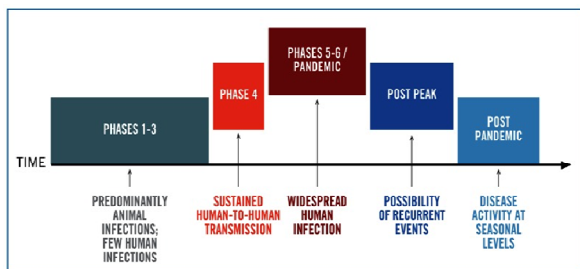 PHASES 5-6 /
PANDEMIC
PHASE 4
POST PEAK
PHASES 1-3
POST
PANDEMIC
TIME
PREDOMINANTLY
ANIMAL
INFECTIONS;
FEW HUMAN
INFECTIONS
SUSTAINED
HUMAN-TO-HUMAN
TRANSMISSION
WIDESPREAD
HUMAN
INFECTION
POSSIBILITY
OF RECURRENT
EVENTS
DISEASE
ACTIVITY AT
SEASONAL
LEVELS